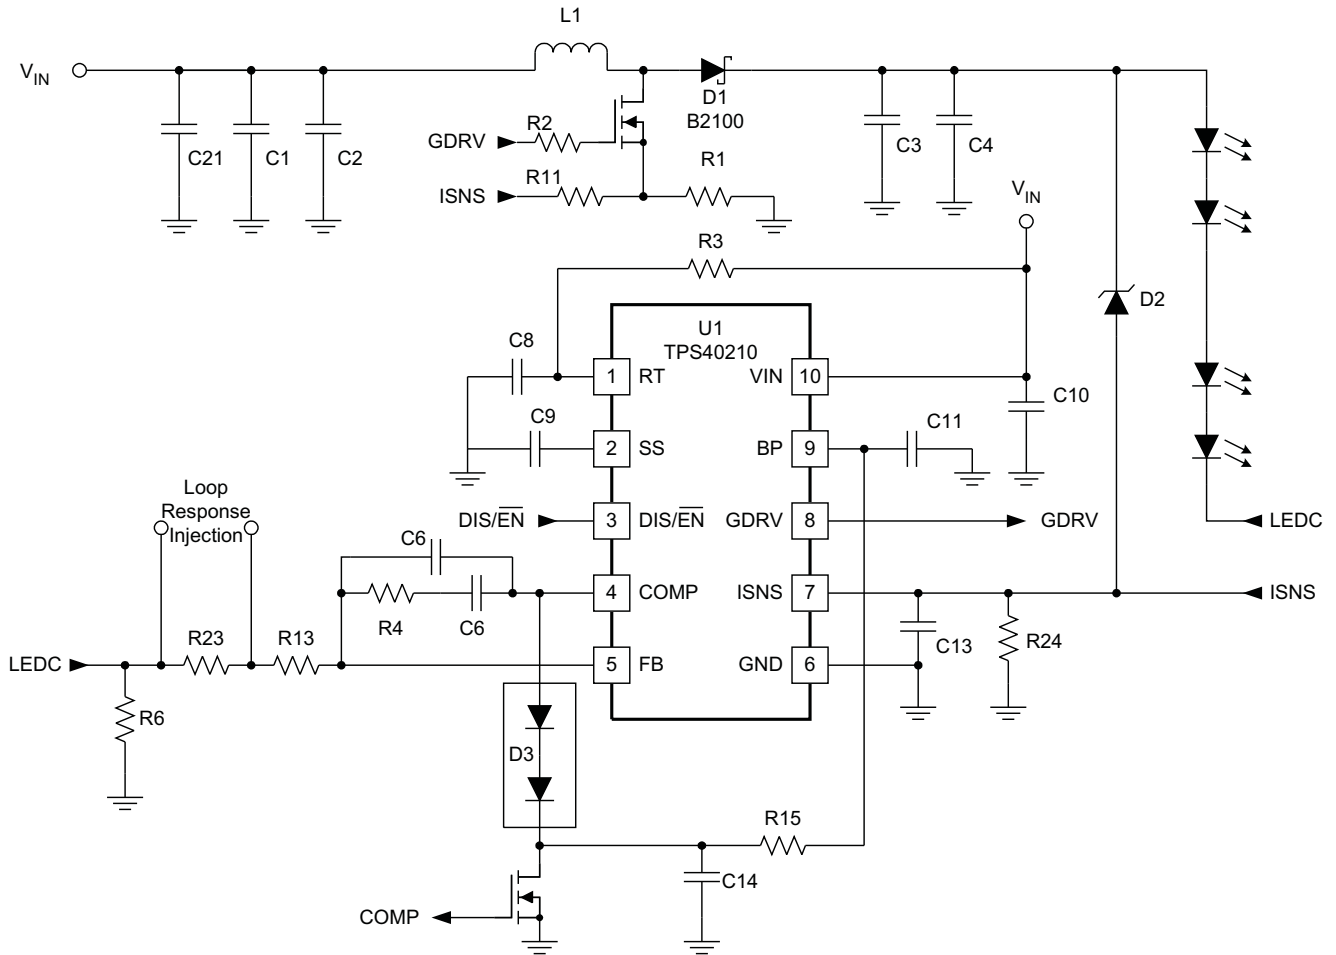 L1
VIN
D1
B2100
C21
C1
C2
GDRV
R2
ISNS
R11
R1
C3
C4
VIN
R3
D2
U1
TPS40210
C8
1
RT
VIN
10
C10
C9
2
SS
BP
9
C11
Loop
Response
Injection
DIS/EN
3
DIS/EN
GDRV
8
GDRV
LEDC
C6
R4
C6
4
COMP
ISNS
7
ISNS
C13
R24
LEDC
R23
R13
5
FB
GND
6
R6
D3
R15
C14
COMP